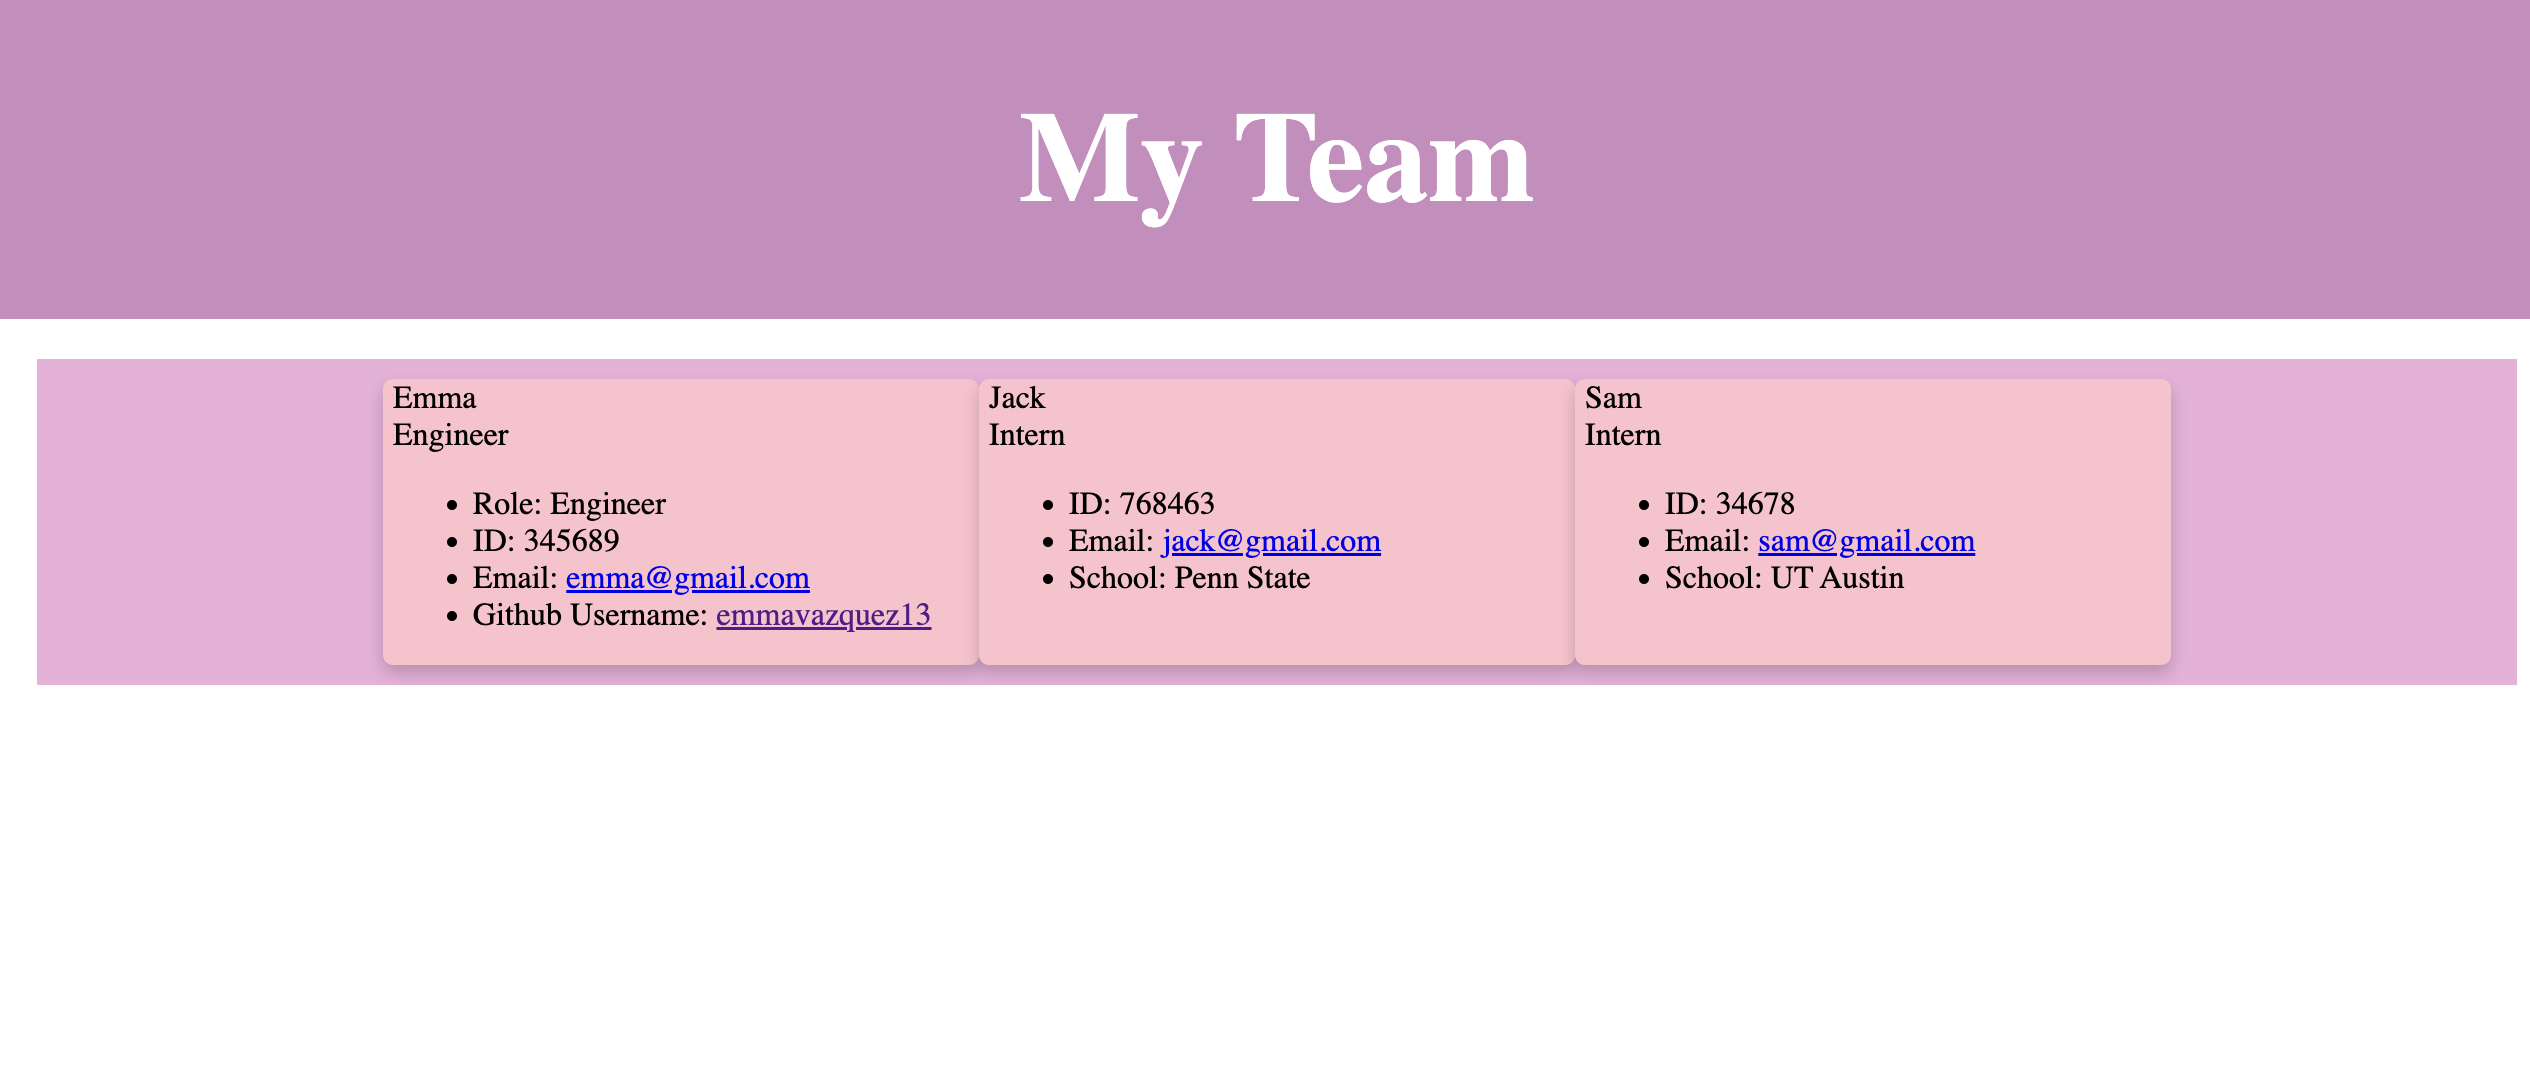 My Team
Emma
Engineer
• Role: Engineer
• ID: 345689
• Email: emma@gmail.com
• Github Username: emmavazquez13
Jack
Intern
• ID: 768463
• Email: jack@gmail.com
• School: Penn State
Sam
Intern
• ID: 34678
• Email: sam@gmail.com
• School: UT Austin